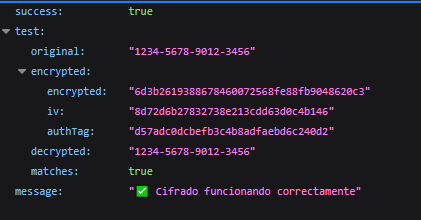 success: true
test:
original: "1234-5678-9012-3456"
encrypted:
encrypted: "6d3b2619388678460072568fe88fb9048620c3"
iv: "8d72d6b27832738e213cdd63d0c4b146"
authTag: "d57adc0dcbefb3c4b8adfaebd6c240d2"
decrypted: "1234-5678-9012-3456"
matches: true
message: "✅ Cifrado funcionando correctamente"